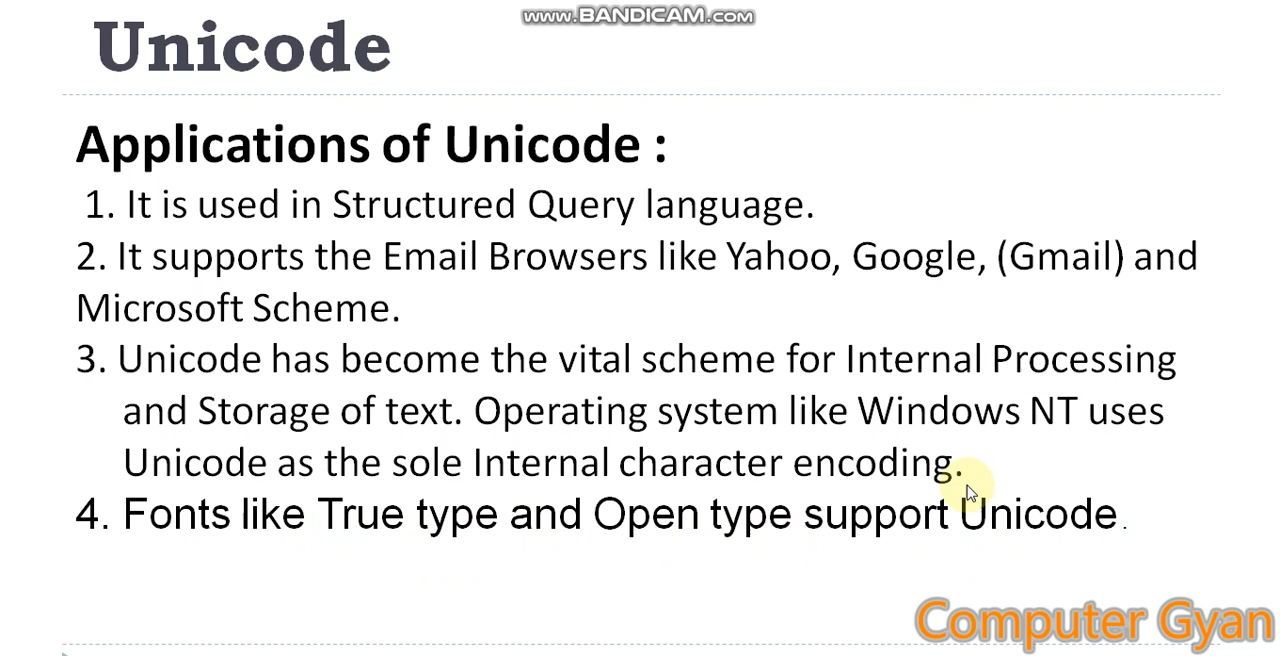 www.BANDICAM.com
Unicode
Applications of Unicode :
1. It is used in Structured Query language.
2. It supports the Email Browsers like Yahoo, Google, (Gmail) and
Microsoft Scheme.
3. Unicode has become the vital scheme for Internal Processing
and Storage of text. Operating system like Windows NT uses
Unicode as the sole Internal character encoding.
4. Fonts like True type and Open type support Unicode.
Computer Gyan